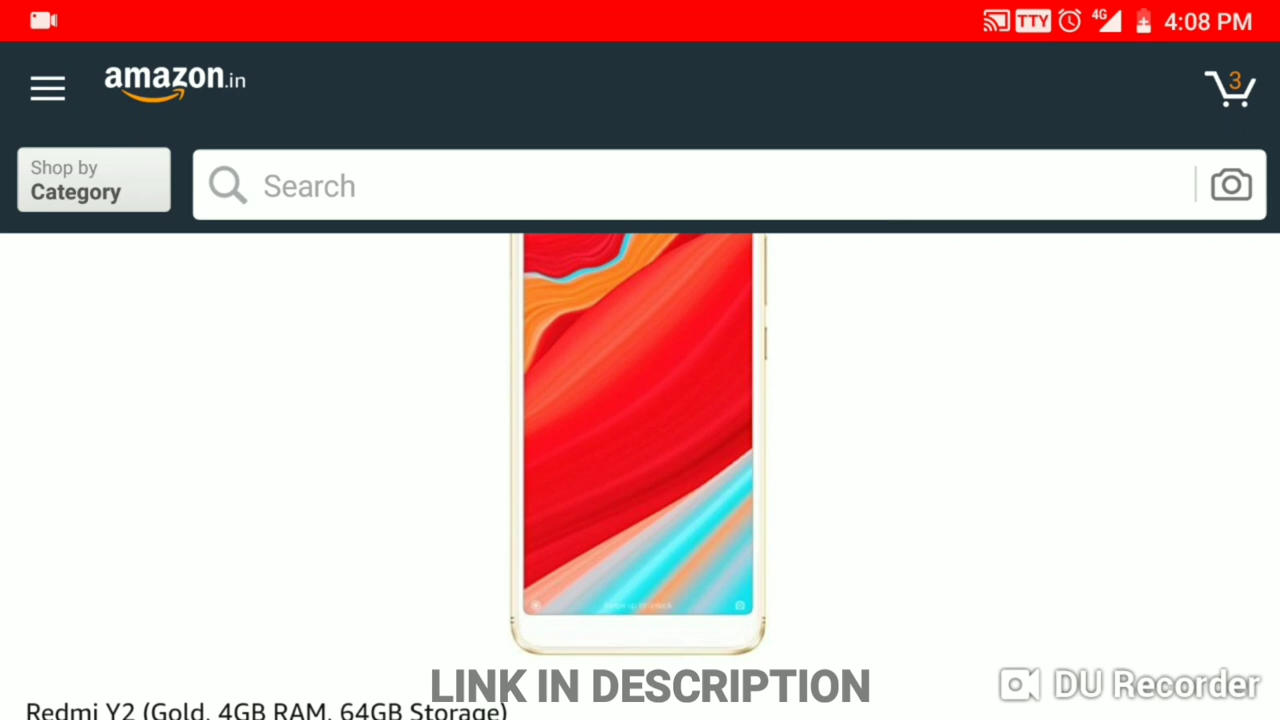 TTY 4G 4:08 PM
amazon.in
3
Shop by
Category
Search
LINK IN DESCRIPTION
DU Recorder
Redmi Y2 (Gold, 4GB RAM, 64GB Storage)